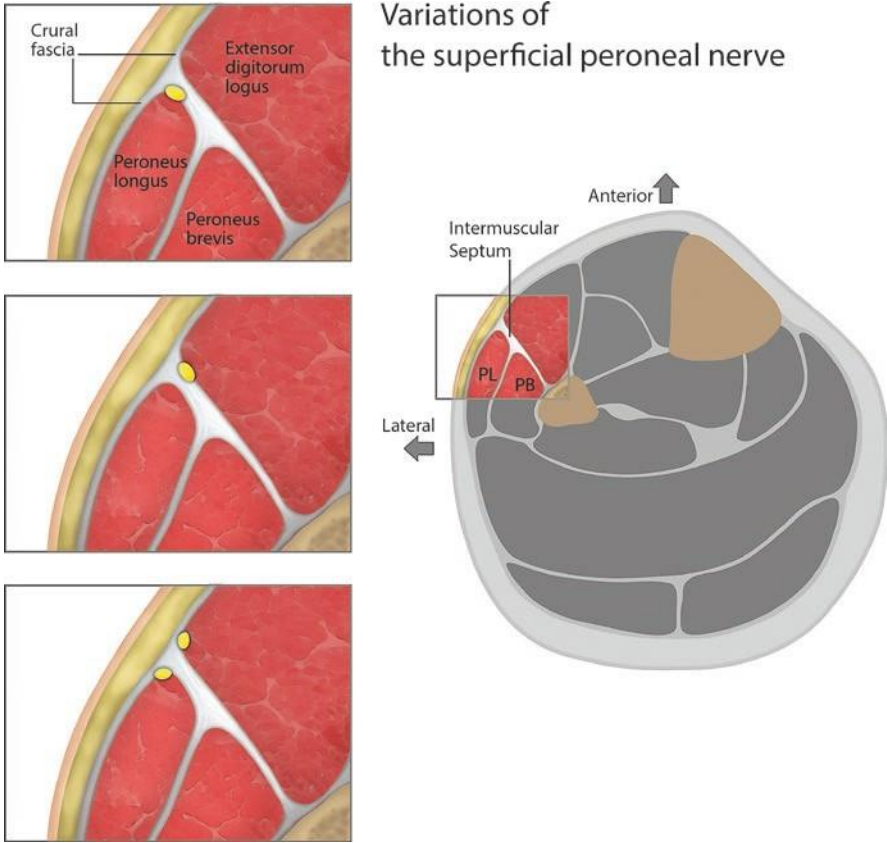 Variations of
the superficial peroneal nerve
Crural
fascia
Extensor
digitorum
logus
Peroneus
longus
Peroneus
brevis
Anterior
Intermuscular
Septum
PL
PB
Lateral